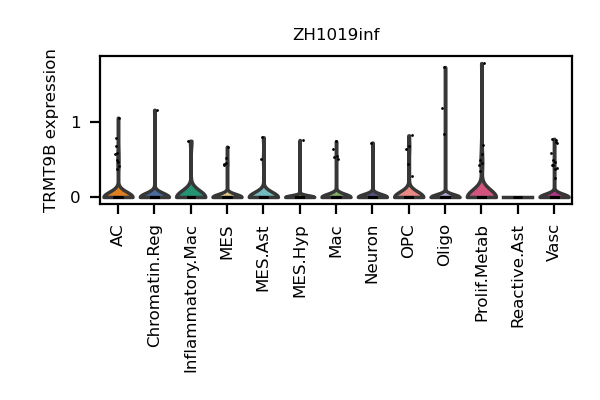 ZH1019inf
TRMT9B expression
1
0
AC
Chromatin.Reg
Inflammatory.Mac
MES
MES.Ast
MES.Hyp
Mac
Neuron
OPC
Oligo
Prolif.Metab
Reactive.Ast
Vasc